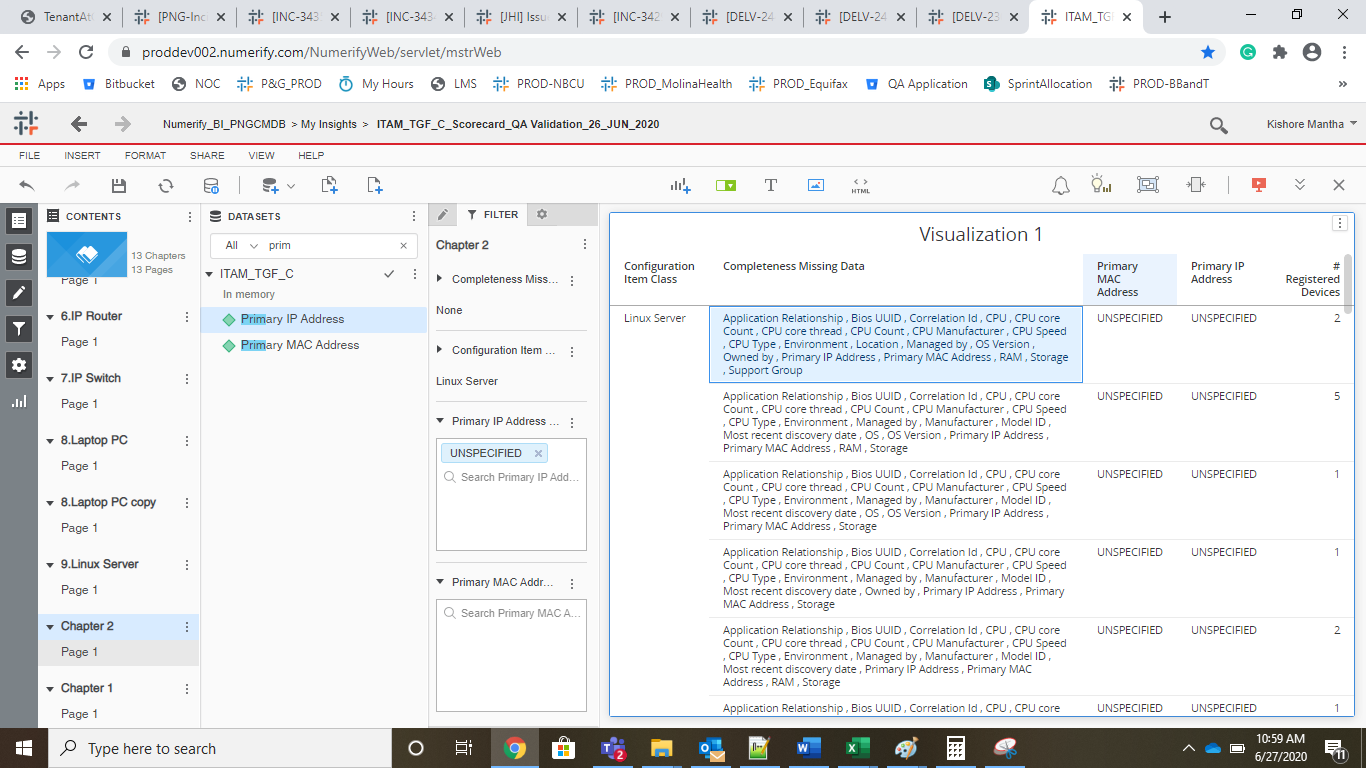 TenantAt
[PNG-Inc
[INC-343
[INC-343
[JHI] Issu
[INC-342
[DELV-24
[DELV-24
[DELV-23
ITAM_TGF
proddev002.numerify.com/NumerifyWeb/servlet/mstrWeb
Apps Bitbucket NOC P&G_PROD My Hours LMS PROD-NBCU PROD_MolinaHealth PROD_Equifax QA Application SprintAllocation PROD-BBandT »
Numerify_BI_PNGCMDB > My Insights > ITAM_TGF_C_Scorecard_QA Validation_26_JUN_2020
Kishore Mantha
FILE INSERT FORMAT SHARE VIEW HELP
HTML
CONTENTS
13 Chapters
13 Pages
Page 1
6.IP Router
Page 1
7.IP Switch
Page 1
8.Laptop PC
Page 1
8.Laptop PC copy
Page 1
9.Linux Server
Page 1
Chapter 2
Page 1
Chapter 1
Page 1
DATASETS
All prim
ITAM_TGF_C
In memory
Primary IP Address
Primary MAC Address
FILTER
Chapter 2
Completeness Miss...
None
Configuration Item ...
Linux Server
Primary IP Address ...
UNSPECIFIED
Search Primary IP Add...
Primary MAC Addr...
Search Primary MAC A...
Visualization 1
Configuration
Item Class
Completeness Missing Data
Primary
MAC
Address
Primary IP
Address
#
Registered
Devices
Linux Server
Application Relationship , Bios UUID , Correlation Id , CPU , CPU core
Count , CPU core thread , CPU Count , CPU Manufacturer , CPU Speed
, CPU Type , Environment , Location , Managed by , OS Version ,
Owned by , Primary IP Address , Primary MAC Address , RAM , Storage
, Support Group
UNSPECIFIED UNSPECIFIED 2
Application Relationship , Bios UUID , Correlation Id , CPU , CPU core
Count , CPU core thread , CPU Count , CPU Manufacturer , CPU Speed
, CPU Type , Environment , Managed by , Manufacturer , Model ID ,
Most recent discovery date , OS , OS Version , Primary IP Address ,
Primary MAC Address , RAM , Storage
UNSPECIFIED UNSPECIFIED 5
Application Relationship , Bios UUID , Correlation Id , CPU , CPU core
Count , CPU core thread , CPU Count , CPU Manufacturer , CPU Speed
, CPU Type , Environment , Managed by , Manufacturer , Model ID ,
Most recent discovery date , OS , OS Version , Primary IP Address ,
Primary MAC Address , Storage
UNSPECIFIED UNSPECIFIED 1
Application Relationship , Bios UUID , Correlation Id , CPU , CPU core
Count , CPU core thread , CPU Count , CPU Manufacturer , CPU Speed
, CPU Type , Environment , Managed by , Manufacturer , Model ID ,
Most recent discovery date , Owned by , Primary IP Address , Primary
MAC Address , Storage
UNSPECIFIED UNSPECIFIED 1
Application Relationship , Bios UUID , Correlation Id , CPU , CPU core
Count , CPU core thread , CPU Count , CPU Manufacturer , CPU Speed
, CPU Type , Environment , Managed by , Manufacturer , Model ID ,
Most recent discovery date , Primary IP Address , Primary MAC
Address , RAM , Storage
UNSPECIFIED UNSPECIFIED 2
Application Relationship , Bios UUID , Correlation Id , CPU , CPU core
UNSPECIFIED UNSPECIFIED 1
Type here to search
2
10:59 AM
6/27/2020
11